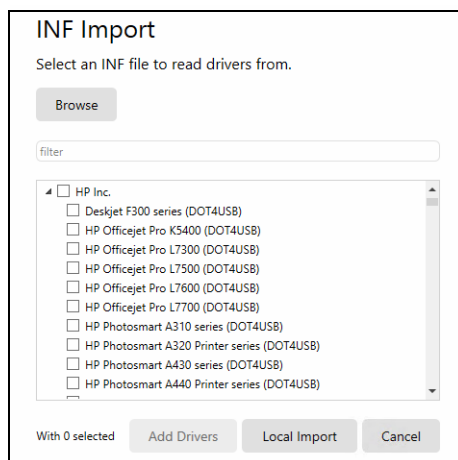 INF Import
Select an INF file to read drivers from.
Browse
filter
HP Inc.
Deskjet F300 series (DOT4USB)
HP Officejet Pro K5400 (DOT4USB)
HP Officejet Pro L7300 (DOT4USB)
HP Officejet Pro L7500 (DOT4USB)
HP Officejet Pro L7600 (DOT4USB)
HP Officejet Pro L7700 (DOT4USB)
HP Photosmart A310 series (DOT4USB)
HP Photosmart A320 Printer series (DOT4USB)
HP Photosmart A430 series (DOT4USB)
HP Photosmart A440 Printer series (DOT4USB)
With 0 selected Add Drivers Local Import Cancel